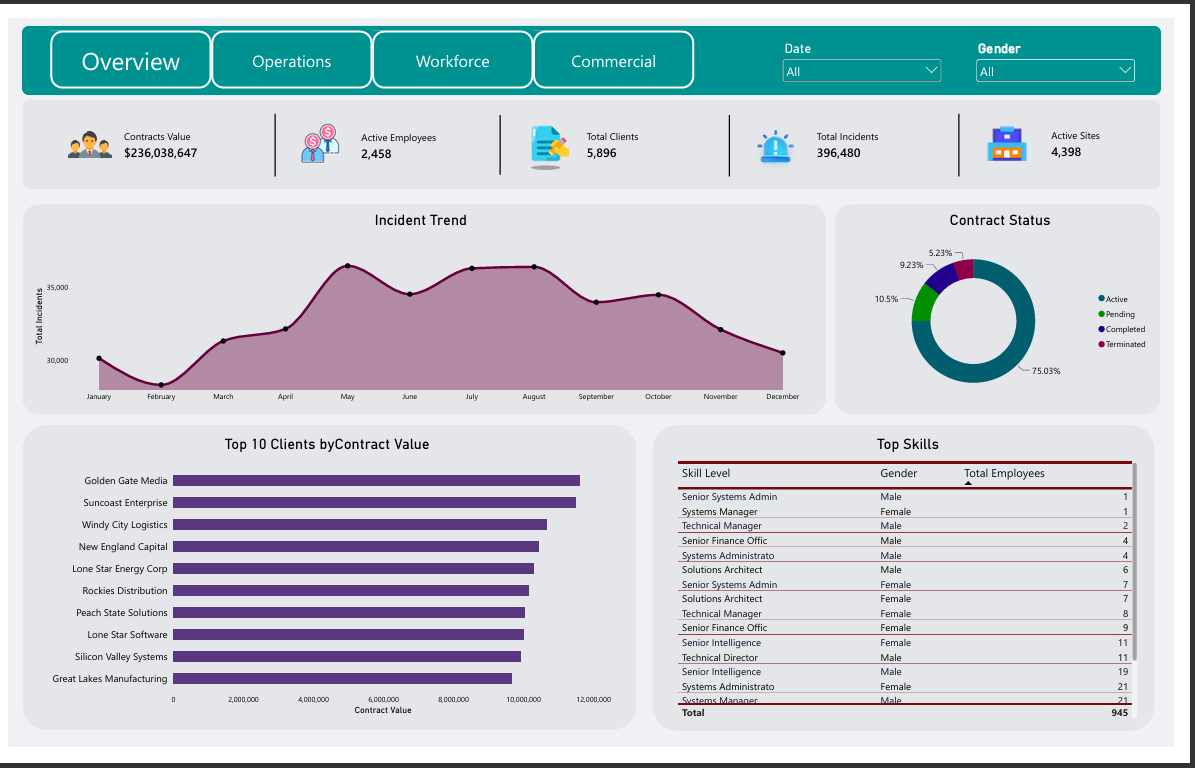 Overview
Operations
Workforce
Commercial
Date
All
Gender
All
Contracts Value
$236,038,647
Active Employees
2,458
Total Clients
5,896
Total Incidents
396,480
Active Sites
4,398
Incident Trend
Total Incidents
35,000
30,000
January February March April May June July August September October November December
Contract Status
5.23%
9.23%
10.5%
75.03%
Active
Pending
Completed
Terminated
Top 10 Clients byContract Value
Golden Gate Media
Suncoast Enterprise
Windy City Logistics
New England Capital
Lone Star Energy Corp
Rockies Distribution
Peach State Solutions
Lone Star Software
Silicon Valley Systems
Great Lakes Manufacturing
0 2,000,000 4,000,000 6,000,000 8,000,000 10,000,000 12,000,000
Contract Value
Top Skills
Skill Level Gender Total Employees
Senior Systems Admin Male 1
Systems Manager Female 1
Technical Manager Male 2
Senior Finance Offic Male 4
Systems Administrato Male 4
Solutions Architect Male 6
Senior Systems Admin Female 7
Solutions Architect Female 7
Technical Manager Female 8
Senior Finance Offic Female 9
Senior Intelligence Female 11
Technical Director Male 11
Senior Intelligence Male 19
Systems Administrato Female 21
Systems Manager Male 21
Total 945